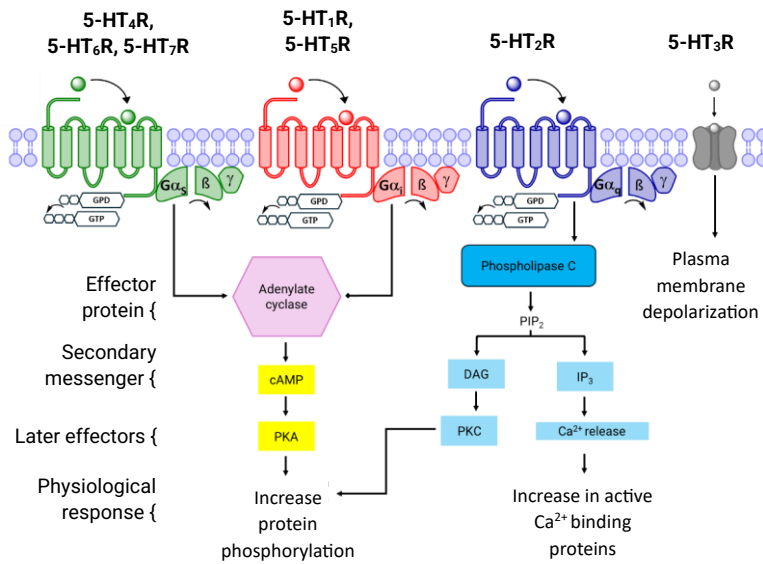 5-HT₄R,
5-HT₆R, 5-HT₇R
5-HT₁R,
5-HT₅R
5-HT₂R
5-HT₃R
Gαs
ß
γ
GPD
GTP
Gαi
ß
γ
GPD
GTP
Gαq
ß
γ
GPD
GTP
Effector
protein {
Adenylate
cyclase
Phospholipase C
Plasma
membrane
depolarization
PIP₂
Secondary
messenger {
cAMP
DAG
IP₃
Later effectors {
PKA
PKC
Ca²⁺ release
Physiological
response {
Increase
protein
phosphorylation
Increase in active
Ca²⁺ binding
proteins